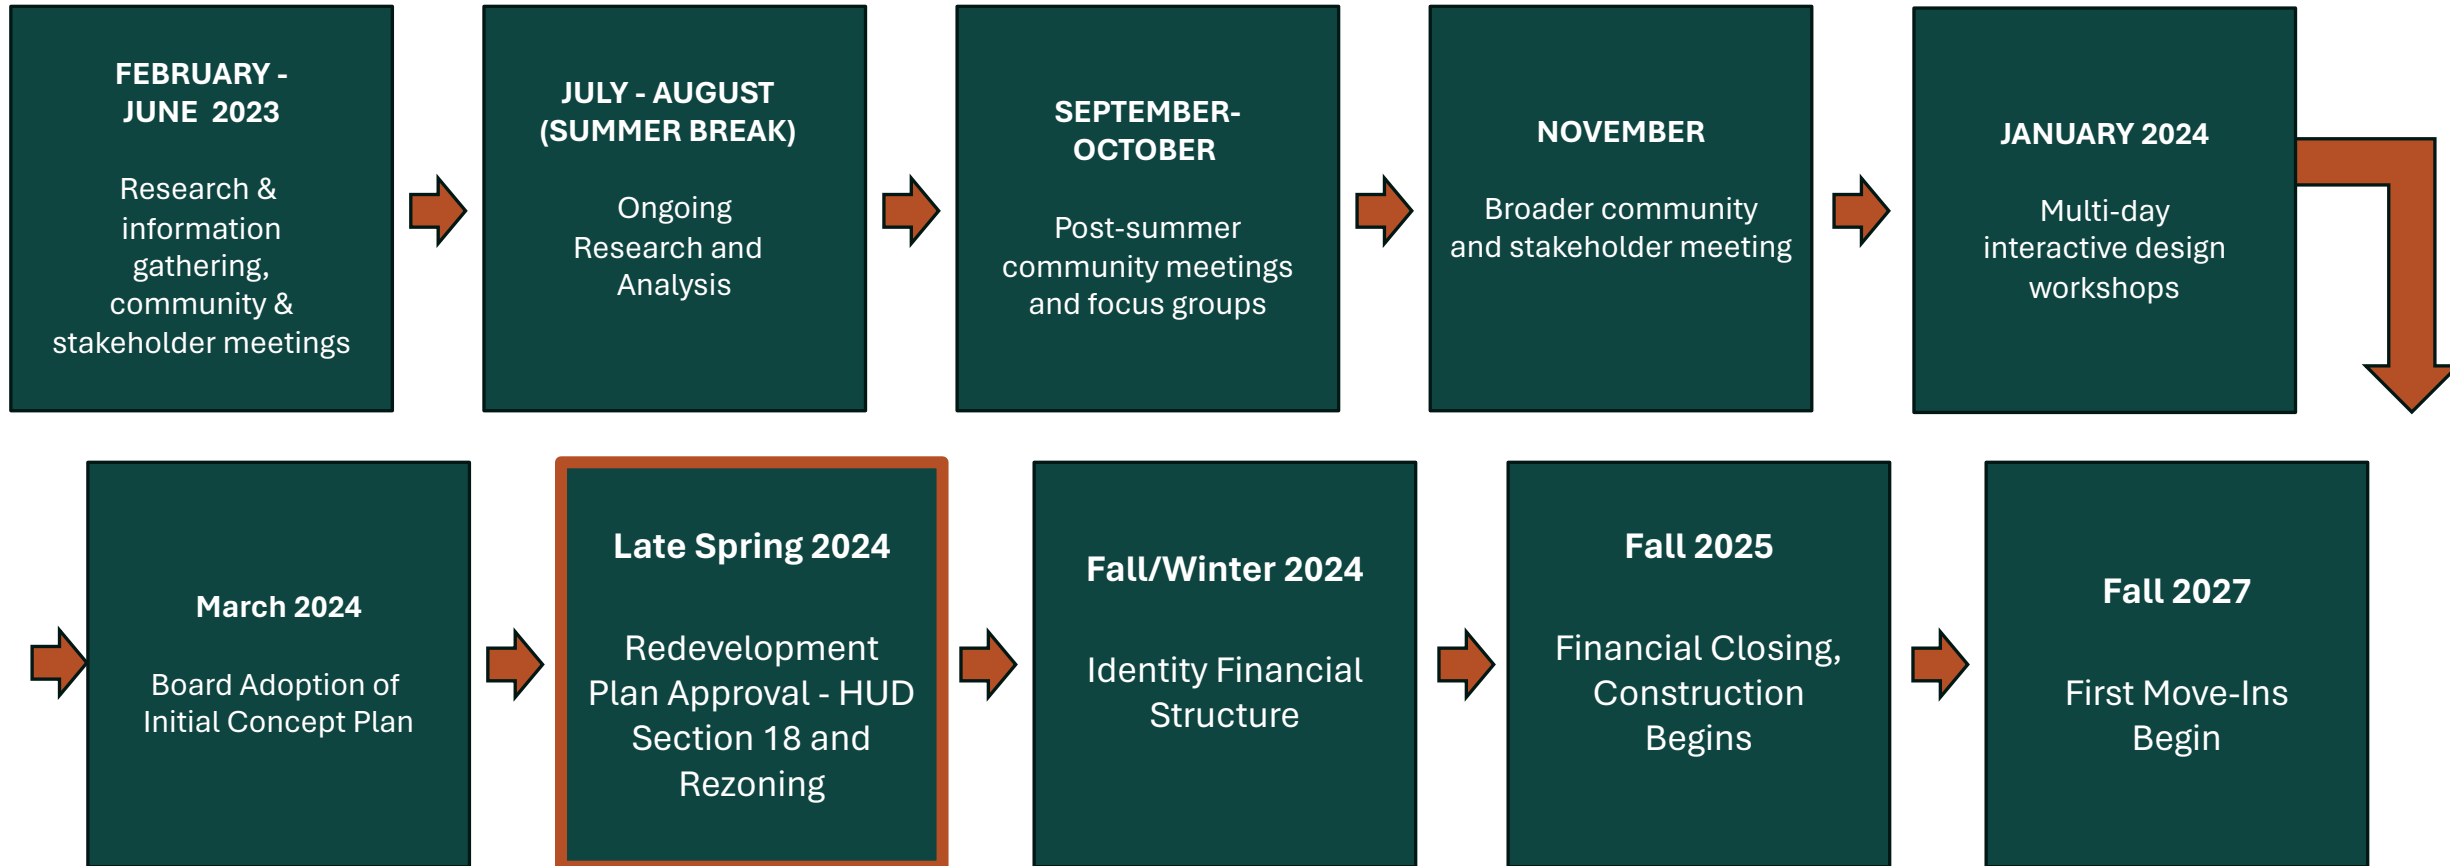 FEBRUARY -
JUNE 2023
Research &
information
gathering,
community &
stakeholder meetings
JULY - AUGUST
(SUMMER BREAK)
Ongoing
Research and
Analysis
SEPTEMBER-
OCTOBER
Post-summer
community meetings
and focus groups
NOVEMBER
Broader community
and stakeholder meeting
JANUARY 2024
Multi-day
interactive design
workshops
March 2024
Board Adoption of
Initial Concept Plan
Late Spring 2024
Redevelopment
Plan Approval - HUD
Section 18 and
Rezoning
Fall/Winter 2024
Identity Financial
Structure
Fall 2025
Financial Closing,
Construction
Begins
Fall 2027
First Move-Ins
Begin